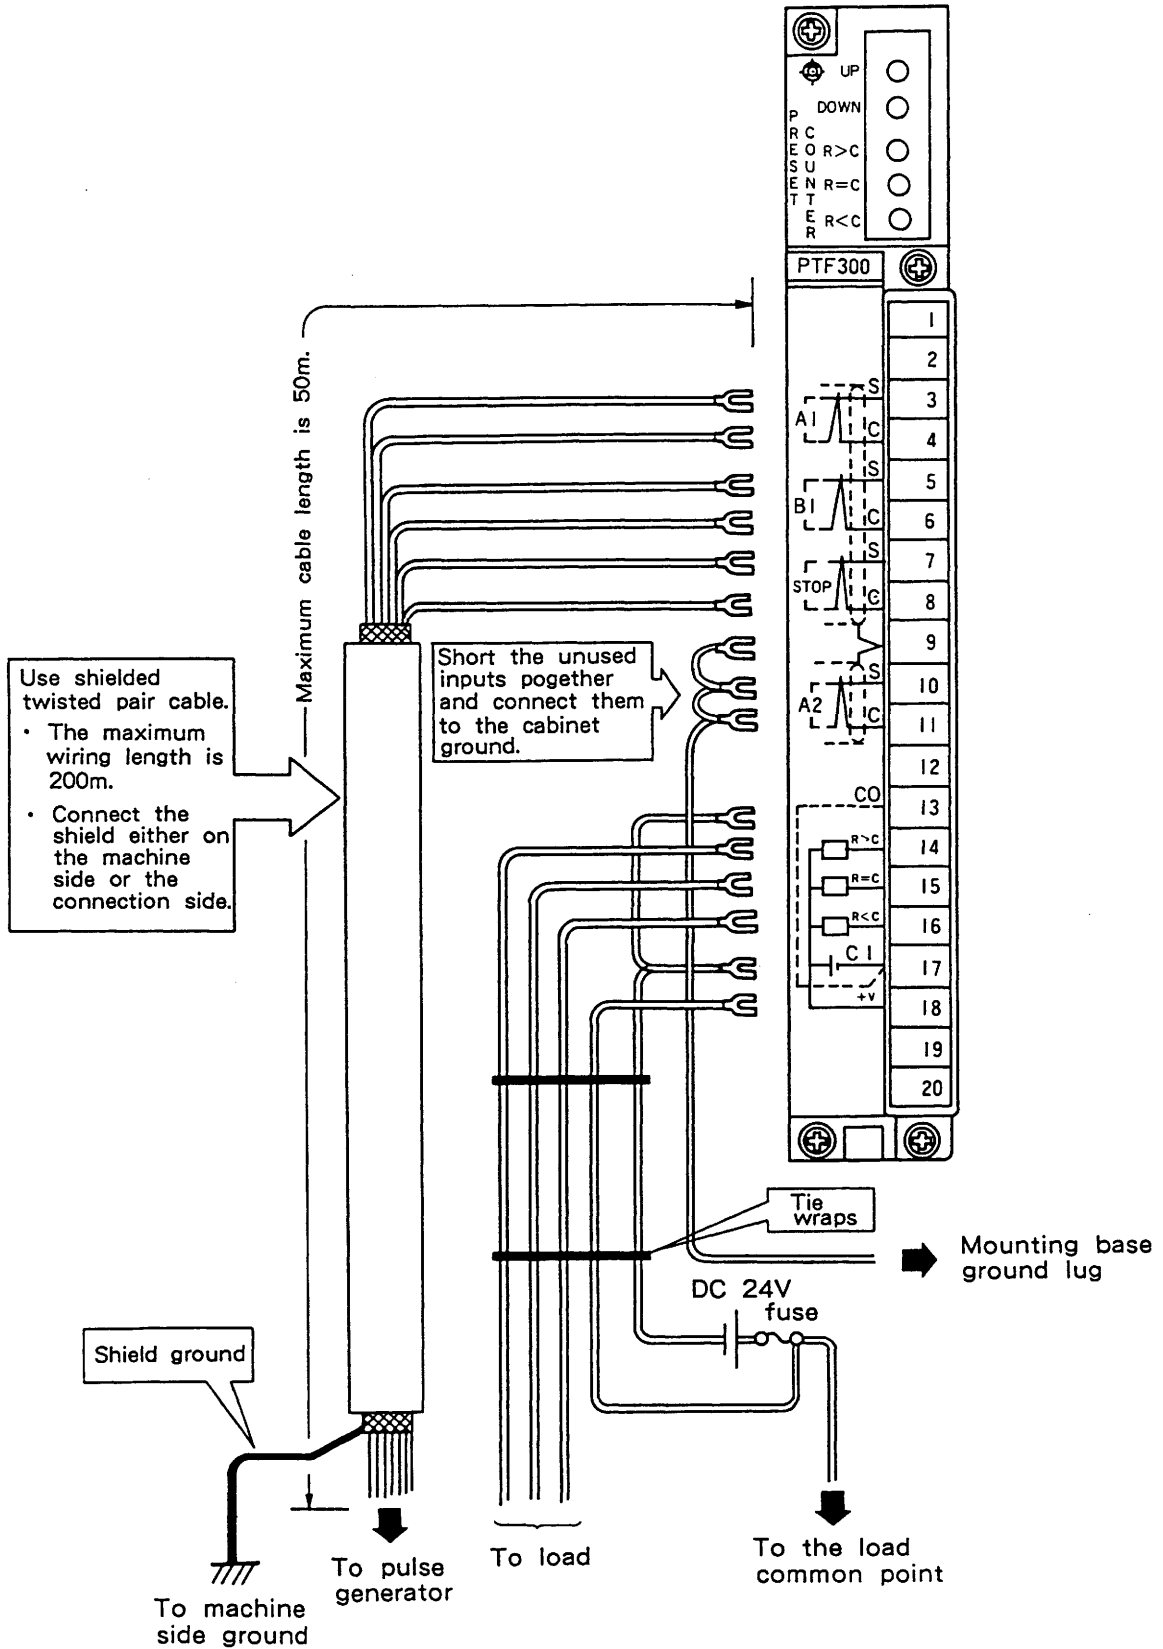 UP
DOWN
R>C
R=C
R<C
PRESET
COUNTER
PTF300
1
2
3
4
5
6
7
8
9
10
11
12
13
14
15
16
17
18
19
20
S
A1
C
S
B1
C
S
STOP
C
S
A2
C
CO
R>C
R=C
R<C
C1
+V
Maximum cable length is 50m.
Use shielded
twisted pair cable.
· The maximum
wiring length is
200m.
· Connect the
shield either on
the machine
side or the
connection side.
Short the unused
inputs pogether
and connect them
to the cabinet
ground.
Tie
wraps
Mounting base
ground lug
DC 24V
fuse
Shield ground
To pulse
generator
To load
To the load
common point
To machine
side ground